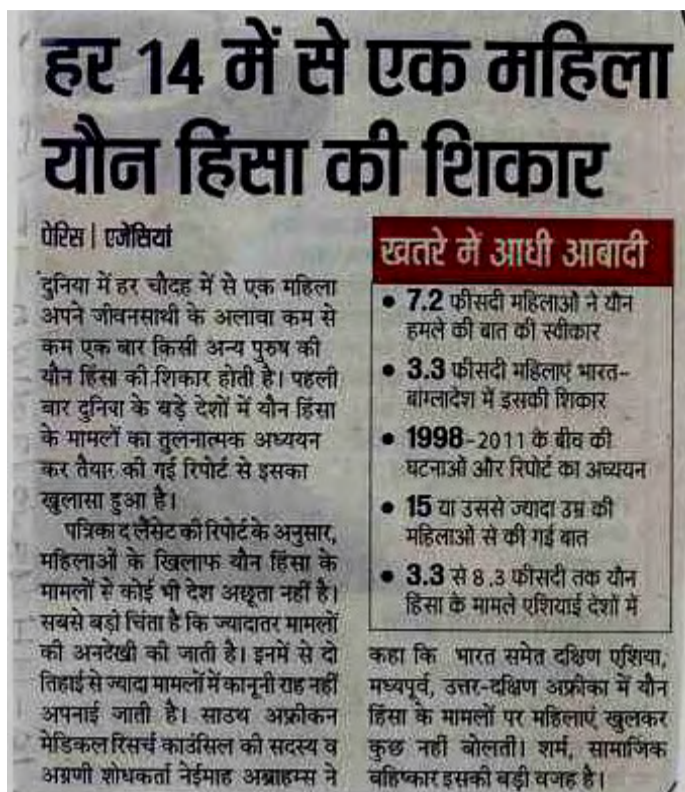 हर 14 में से एक महिला
यौन हिंसा की शिकार
पेरिस | एजेंसियां
दुनिया में हर चौदह में से एक महिला
अपने जीवनसाथी के अलावा कम से
कम एक बार किसी अन्य पुरुष की
यौन हिंसा की शिकार होती है। पहली
बार दुनिया के बड़े देशों में यौन हिंसा
के मामलों का तुलनात्मक अध्ययन
कर तैयार की गई रिपोर्ट से इसका
खुलासा हुआ है।
पत्रिका द लैंसेट की रिपोर्ट के अनुसार,
महिलाओं के खिलाफ यौन हिंसा के
मामलों से कोई भी देश अछूता नहीं है।
सबसे बड़ी चिंता है कि ज्यादातर मामलों
की अनदेखी की जाती है। इनमें से दो
तिहाई से ज्यादा मामलों में कानूनी राह नहीं
अपनाई जाती है। साउथ अफ्रीकन
मेडिकल रिसर्च काउंसिल की सदस्य व
अग्रणी शोधकर्ता नेईमाह अब्राहम्स ने
खतरे में आधी आबादी
● 7.2 फीसदी महिलाओं ने यौन
हमले की बात की स्वीकार
● 3.3 फीसदी महिलाएं भारत-
बांग्लादेश में इसकी शिकार
● 1998-2011 के बीच की
घटनाओं और रिपोर्ट का अध्ययन
● 15 या उससे ज्यादा उम्र की
महिलाओं से की गई बात
● 3.3 से 8.3 फीसदी तक यौन
हिंसा के मामले एशियाई देशों में
कहा कि भारत समेत दक्षिण एशिया,
मध्यपूर्व, उत्तर-दक्षिण अफ्रीका में यौन
हिंसा के मामलों पर महिलाएं खुलकर
कुछ नहीं बोलती। शर्म, सामाजिक
बहिष्कार इसकी बड़ी वजह है।